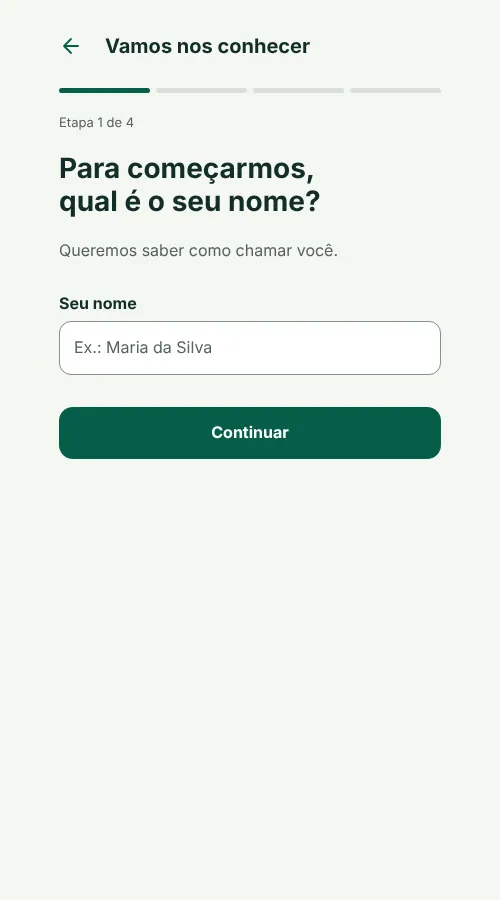 Vamos nos conhecer
Etapa 1 de 4
Para começarmos,
qual é o seu nome?
Queremos saber como chamar você.
Seu nome
Ex.: Maria da Silva
Continuar